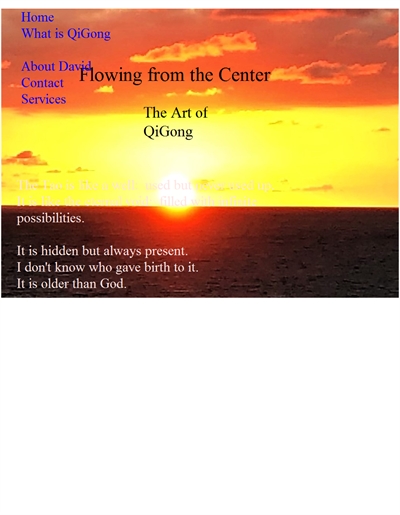 Home
What is QiGong
About David
Contact
Services
Flowing from the Center
The Art of
QiGong
The Tao is like a well: used but never used up.
It is like the eternal void: filled with infinite
possibilities.
It is hidden but always present.
I don't know who gave birth to it.
It is older than God.